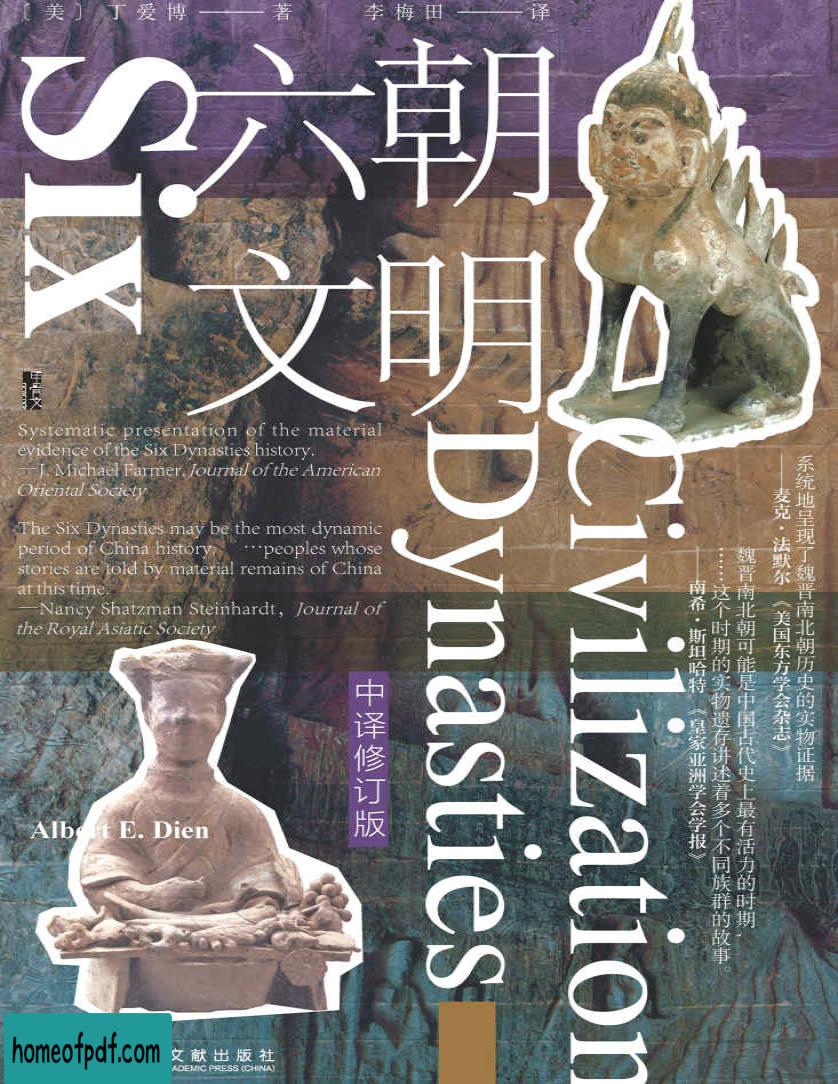 〔美〕丁爱博——著 李梅田——译
六朝
文明
Six
Dynasties
Civilization
甲骨文
Systematic presentation of the material
evidence of the Six Dynasties history.
—J. Michael Farmer, Journal of the American
Oriental Society
The Six Dynasties may be the most dynamic
period of China history, …peoples whose
stories are told by material remains of China
at this time.
—Nancy Shatzman Steinhardt, Journal of
the Royal Asiatic Society
系统地呈现了魏晋南北朝历史的实物证据
——麦克·法默尔《美国东方学会杂志》
魏晋南北朝可能是中国古代史上最有活力的时期,
……这个时期的实物遗存讲述着多个不同族群的故事。
——南希·斯坦哈特《皇家亚洲学会学报》
中译修订版
Albert E. Dien
文献出版社
ACADEMIC PRESS (CHINA)
homeofpdf.com